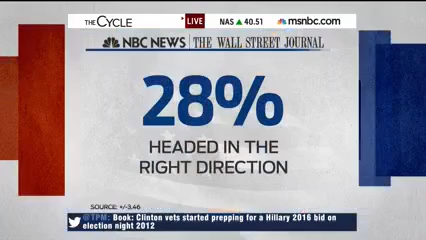 THE CYCLE
LIVE
NAS ▲ 40.51
msnbc.com
NBC NEWS | THE WALL STREET JOURNAL
28%
HEADED IN THE
RIGHT DIRECTION
SOURCE: +/-3.46
@TPM: Book: Clinton vets started prepping for a Hillary 2016 bid on
election night 2012